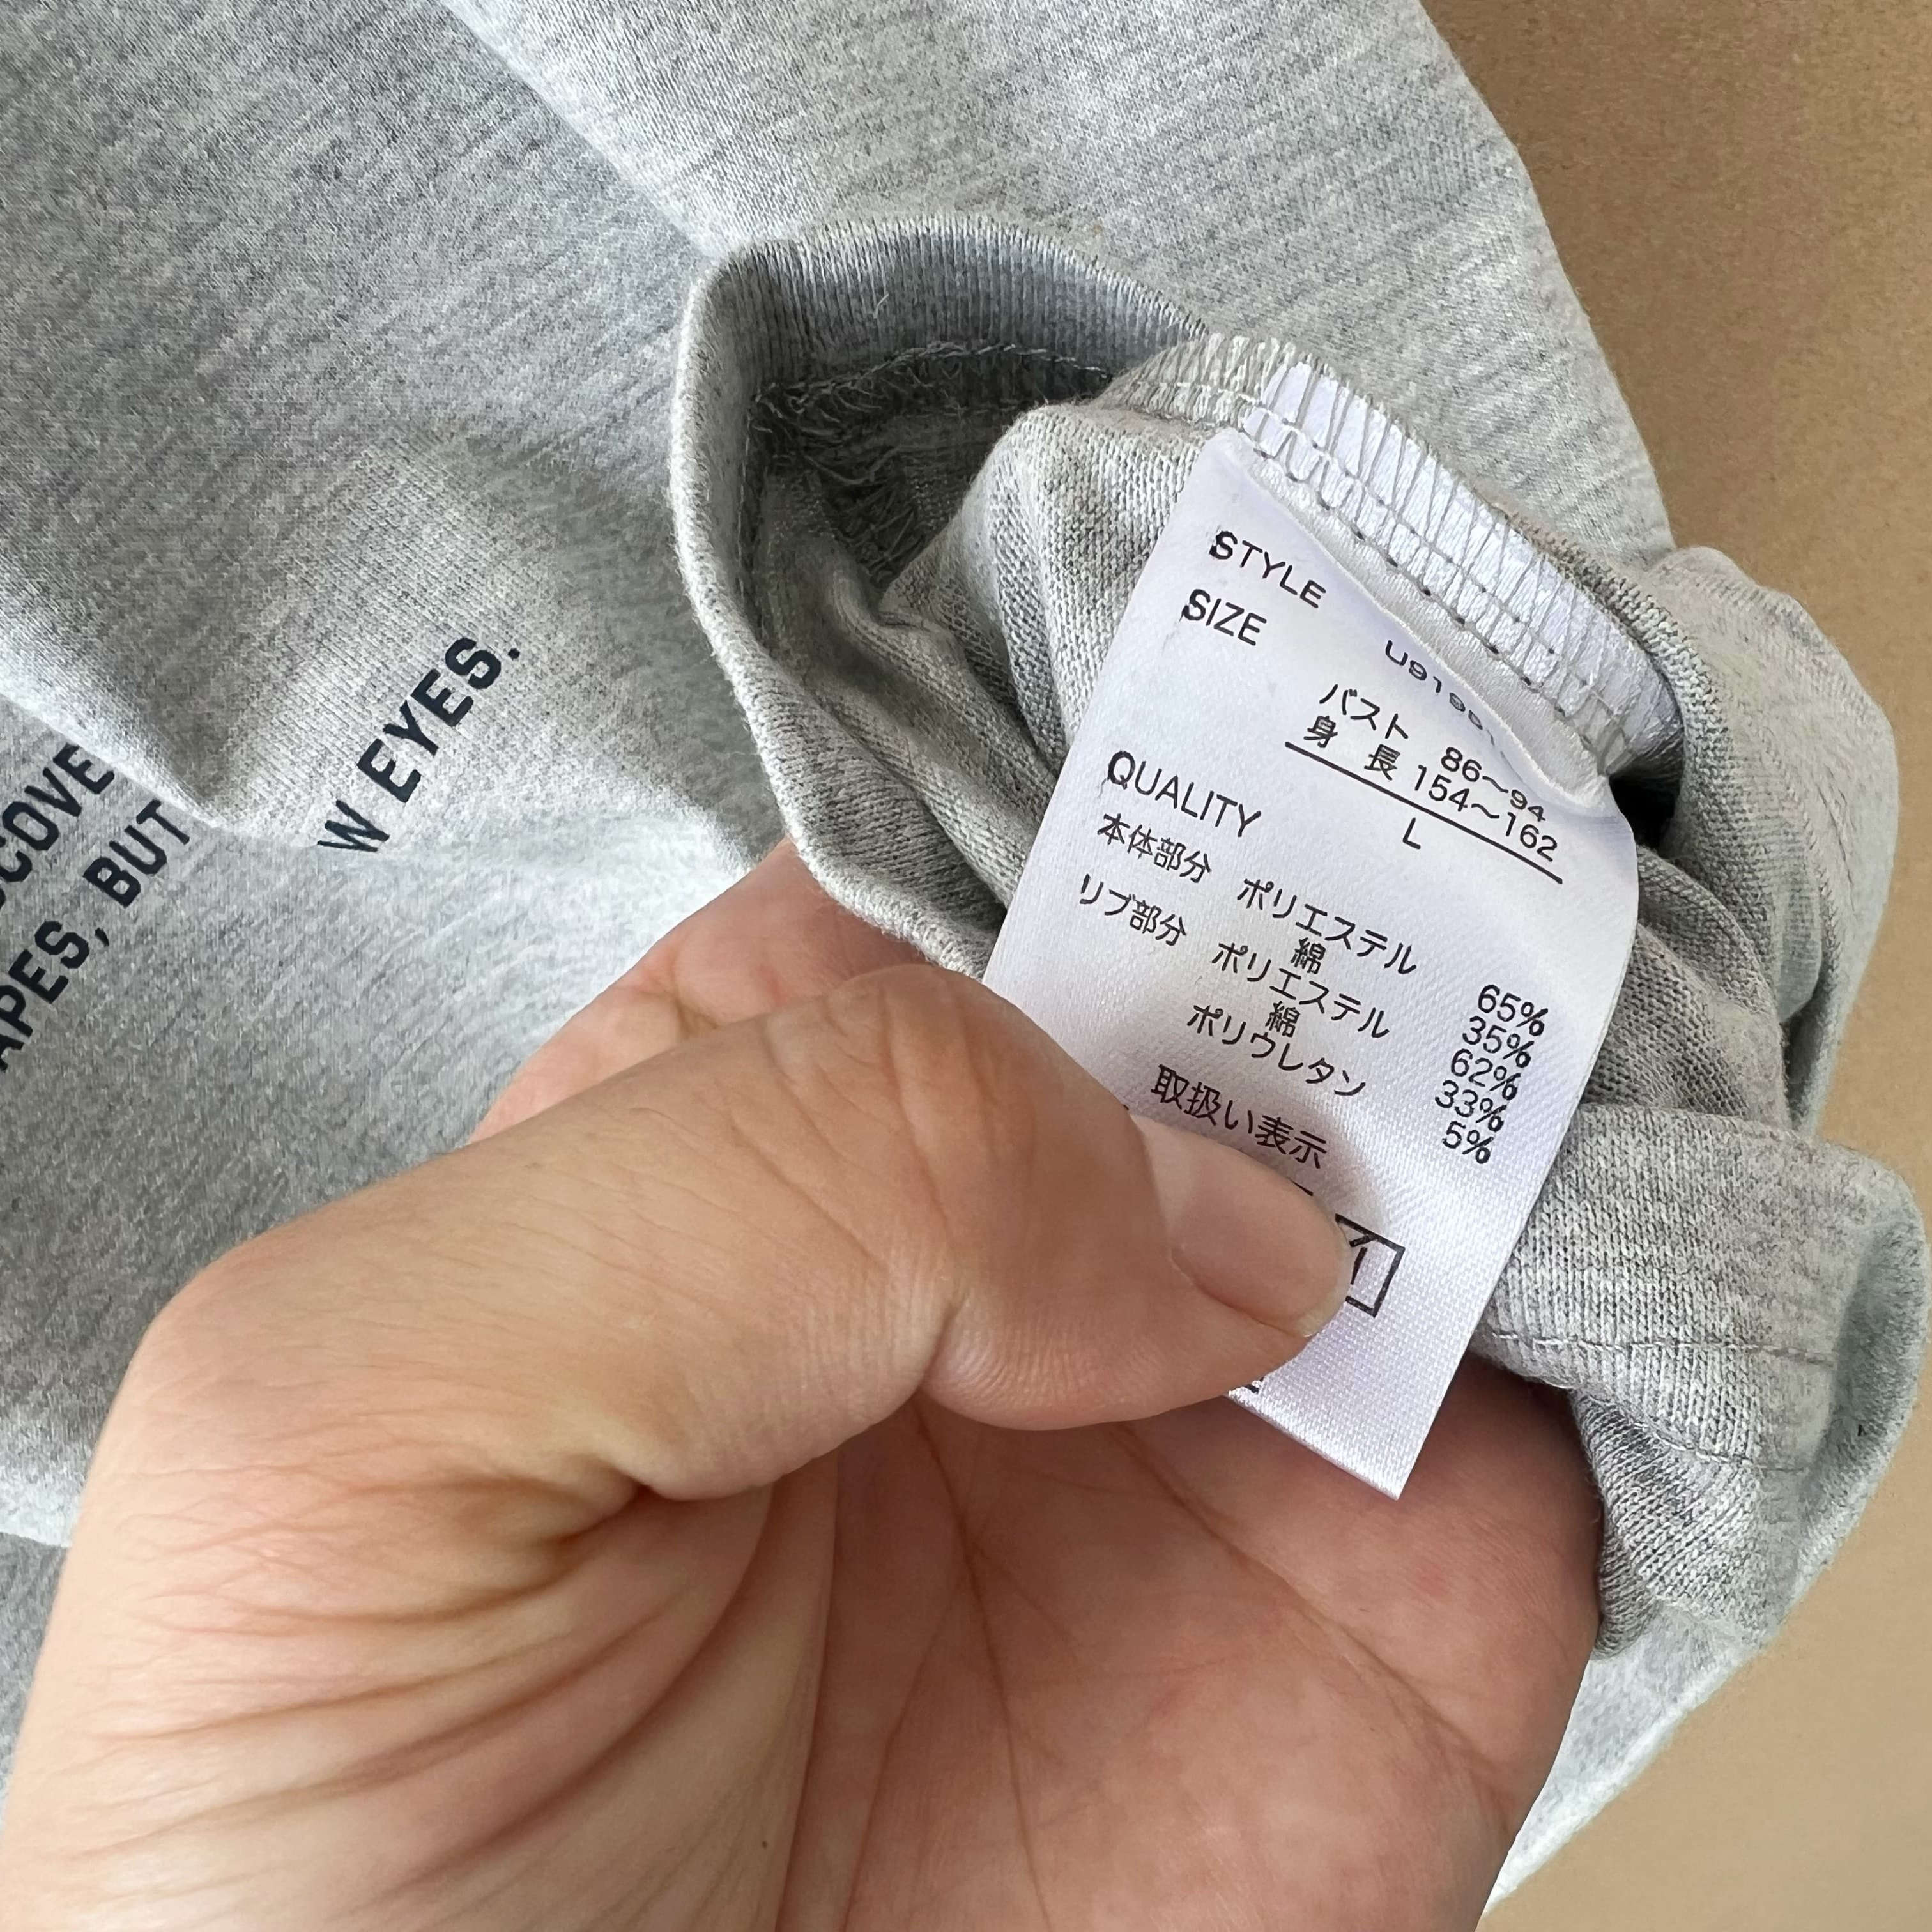 COVE
APES, BUT
W EYES.
STYLE
SIZE
バスト 86～94
身長 154～162
L
QUALITY
本体部分 ポリエステル 65%
綿 35%
リブ部分 ポリエステル 62%
綿 33%
ポリウレタン 5%
取扱い表示